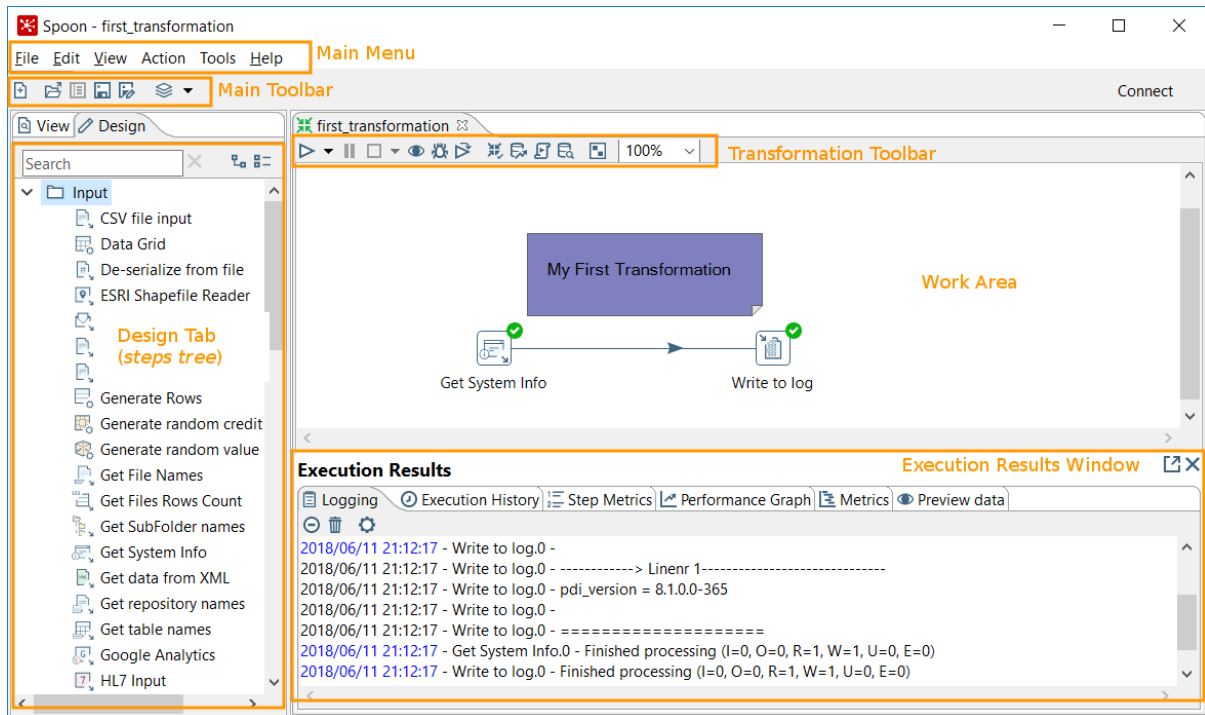 Spoon - first_transformation
File Edit View Action Tools Help
Main Menu
Main Toolbar
Connect
View
Design
first_transformation
Search
100%
Transformation Toolbar
Input
CSV file input
Data Grid
De-serialize from file
ESRI Shapefile Reader
Design Tab
(steps tree)
Generate Rows
Generate random credit
Generate random value
Get File Names
Get Files Rows Count
Get SubFolder names
Get System Info
Get data from XML
Get repository names
Get table names
Google Analytics
HL7 Input
My First Transformation
Work Area
Get System Info
Write to log
Execution Results
Execution Results Window
Logging
Execution History
Step Metrics
Performance Graph
Metrics
Preview data
2018/06/11 21:12:17 - Write to log.0 -
2018/06/11 21:12:17 - Write to log.0 - ------------> Linenr 1------------------------------
2018/06/11 21:12:17 - Write to log.0 - pdi_version = 8.1.0.0-365
2018/06/11 21:12:17 - Write to log.0 -
2018/06/11 21:12:17 - Write to log.0 - ====================
2018/06/11 21:12:17 - Get System Info.0 - Finished processing (I=0, O=0, R=1, W=1, U=0, E=0)
2018/06/11 21:12:17 - Write to log.0 - Finished processing (I=0, O=0, R=1, W=1, U=0, E=0)